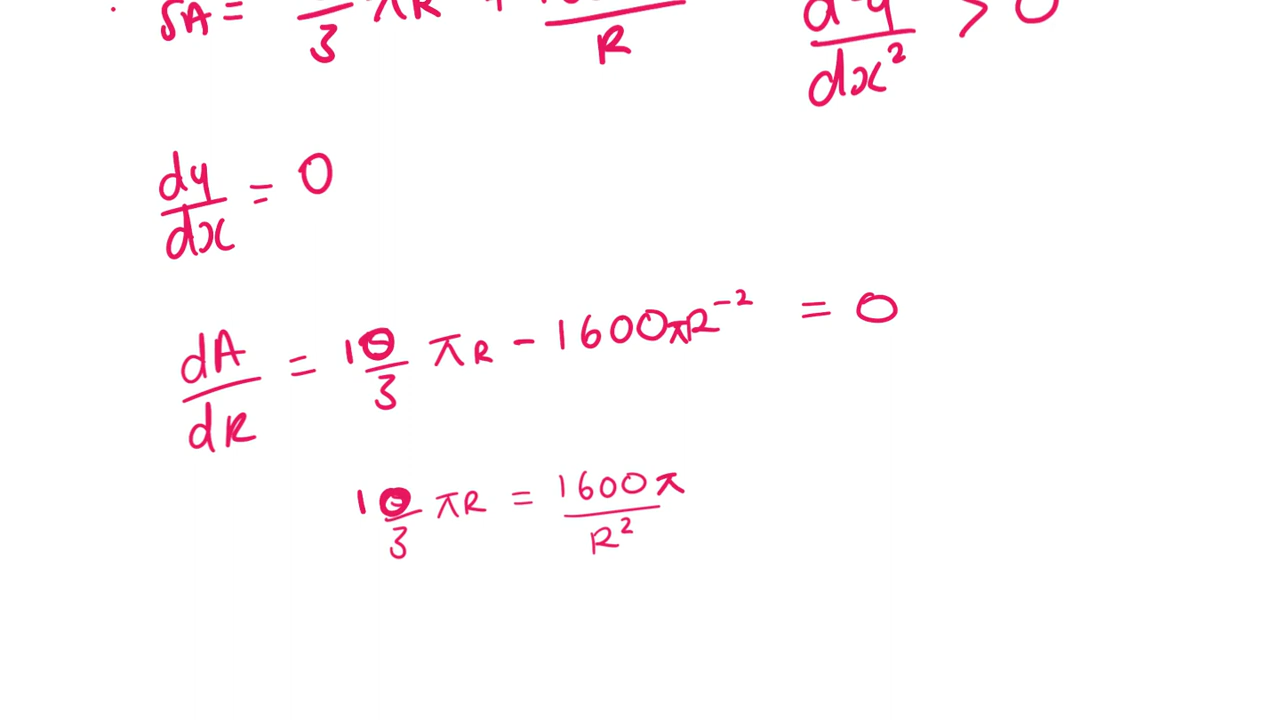 SA = /3 πR + /R d²y/dx² > 0
dy/dx = 0
dA/dR = 10/3 πR - 1600πR⁻² = 0
10/3 πR = 1600π/R²